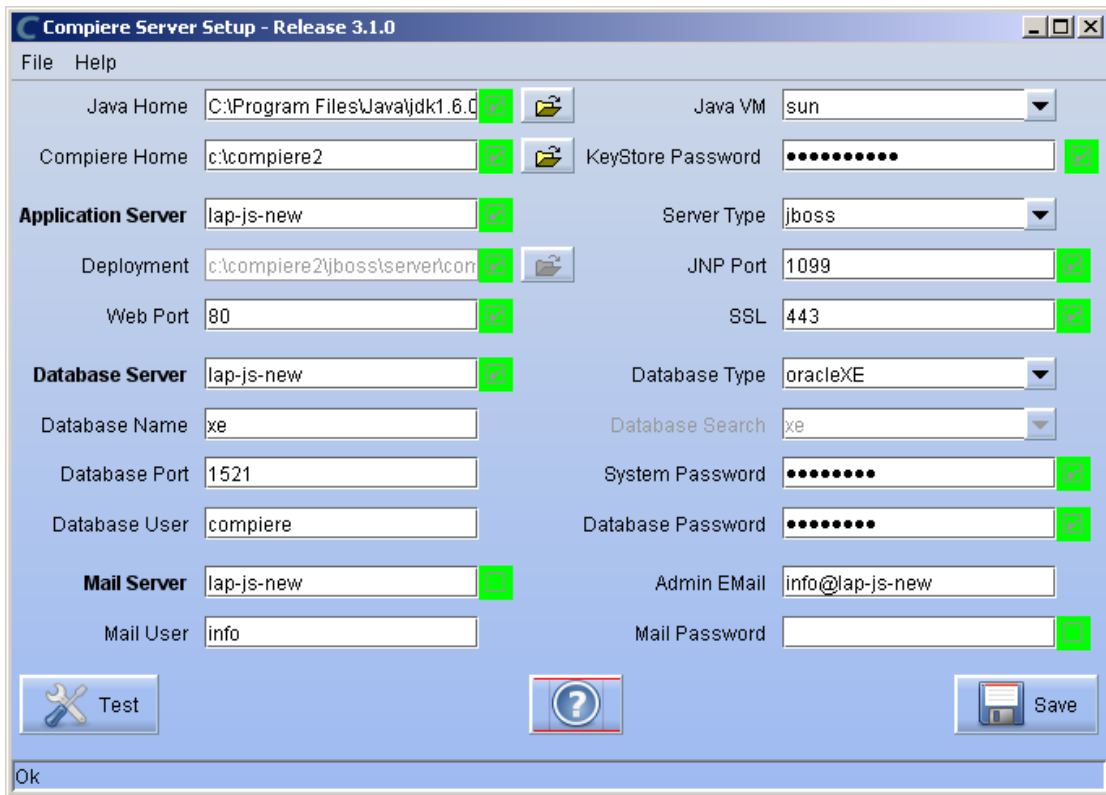 Compiere Server Setup - Release 3.1.0
File Help
Java Home C:\Program Files\Java\jdk1.6.0 Java VM sun
Compiere Home c:\compiere2 KeyStore Password ••••••••••
Application Server lap-js-new Server Type jboss
Deployment c:\compiere2\jboss\server\com JNP Port 1099
Web Port 80 SSL 443
Database Server lap-js-new Database Type oracleXE
Database Name xe Database Search xe
Database Port 1521 System Password ••••••••
Database User compiere Database Password ••••••••
Mail Server lap-js-new Admin EMail info@lap-js-new
Mail User info Mail Password
Test ? Save
Ok